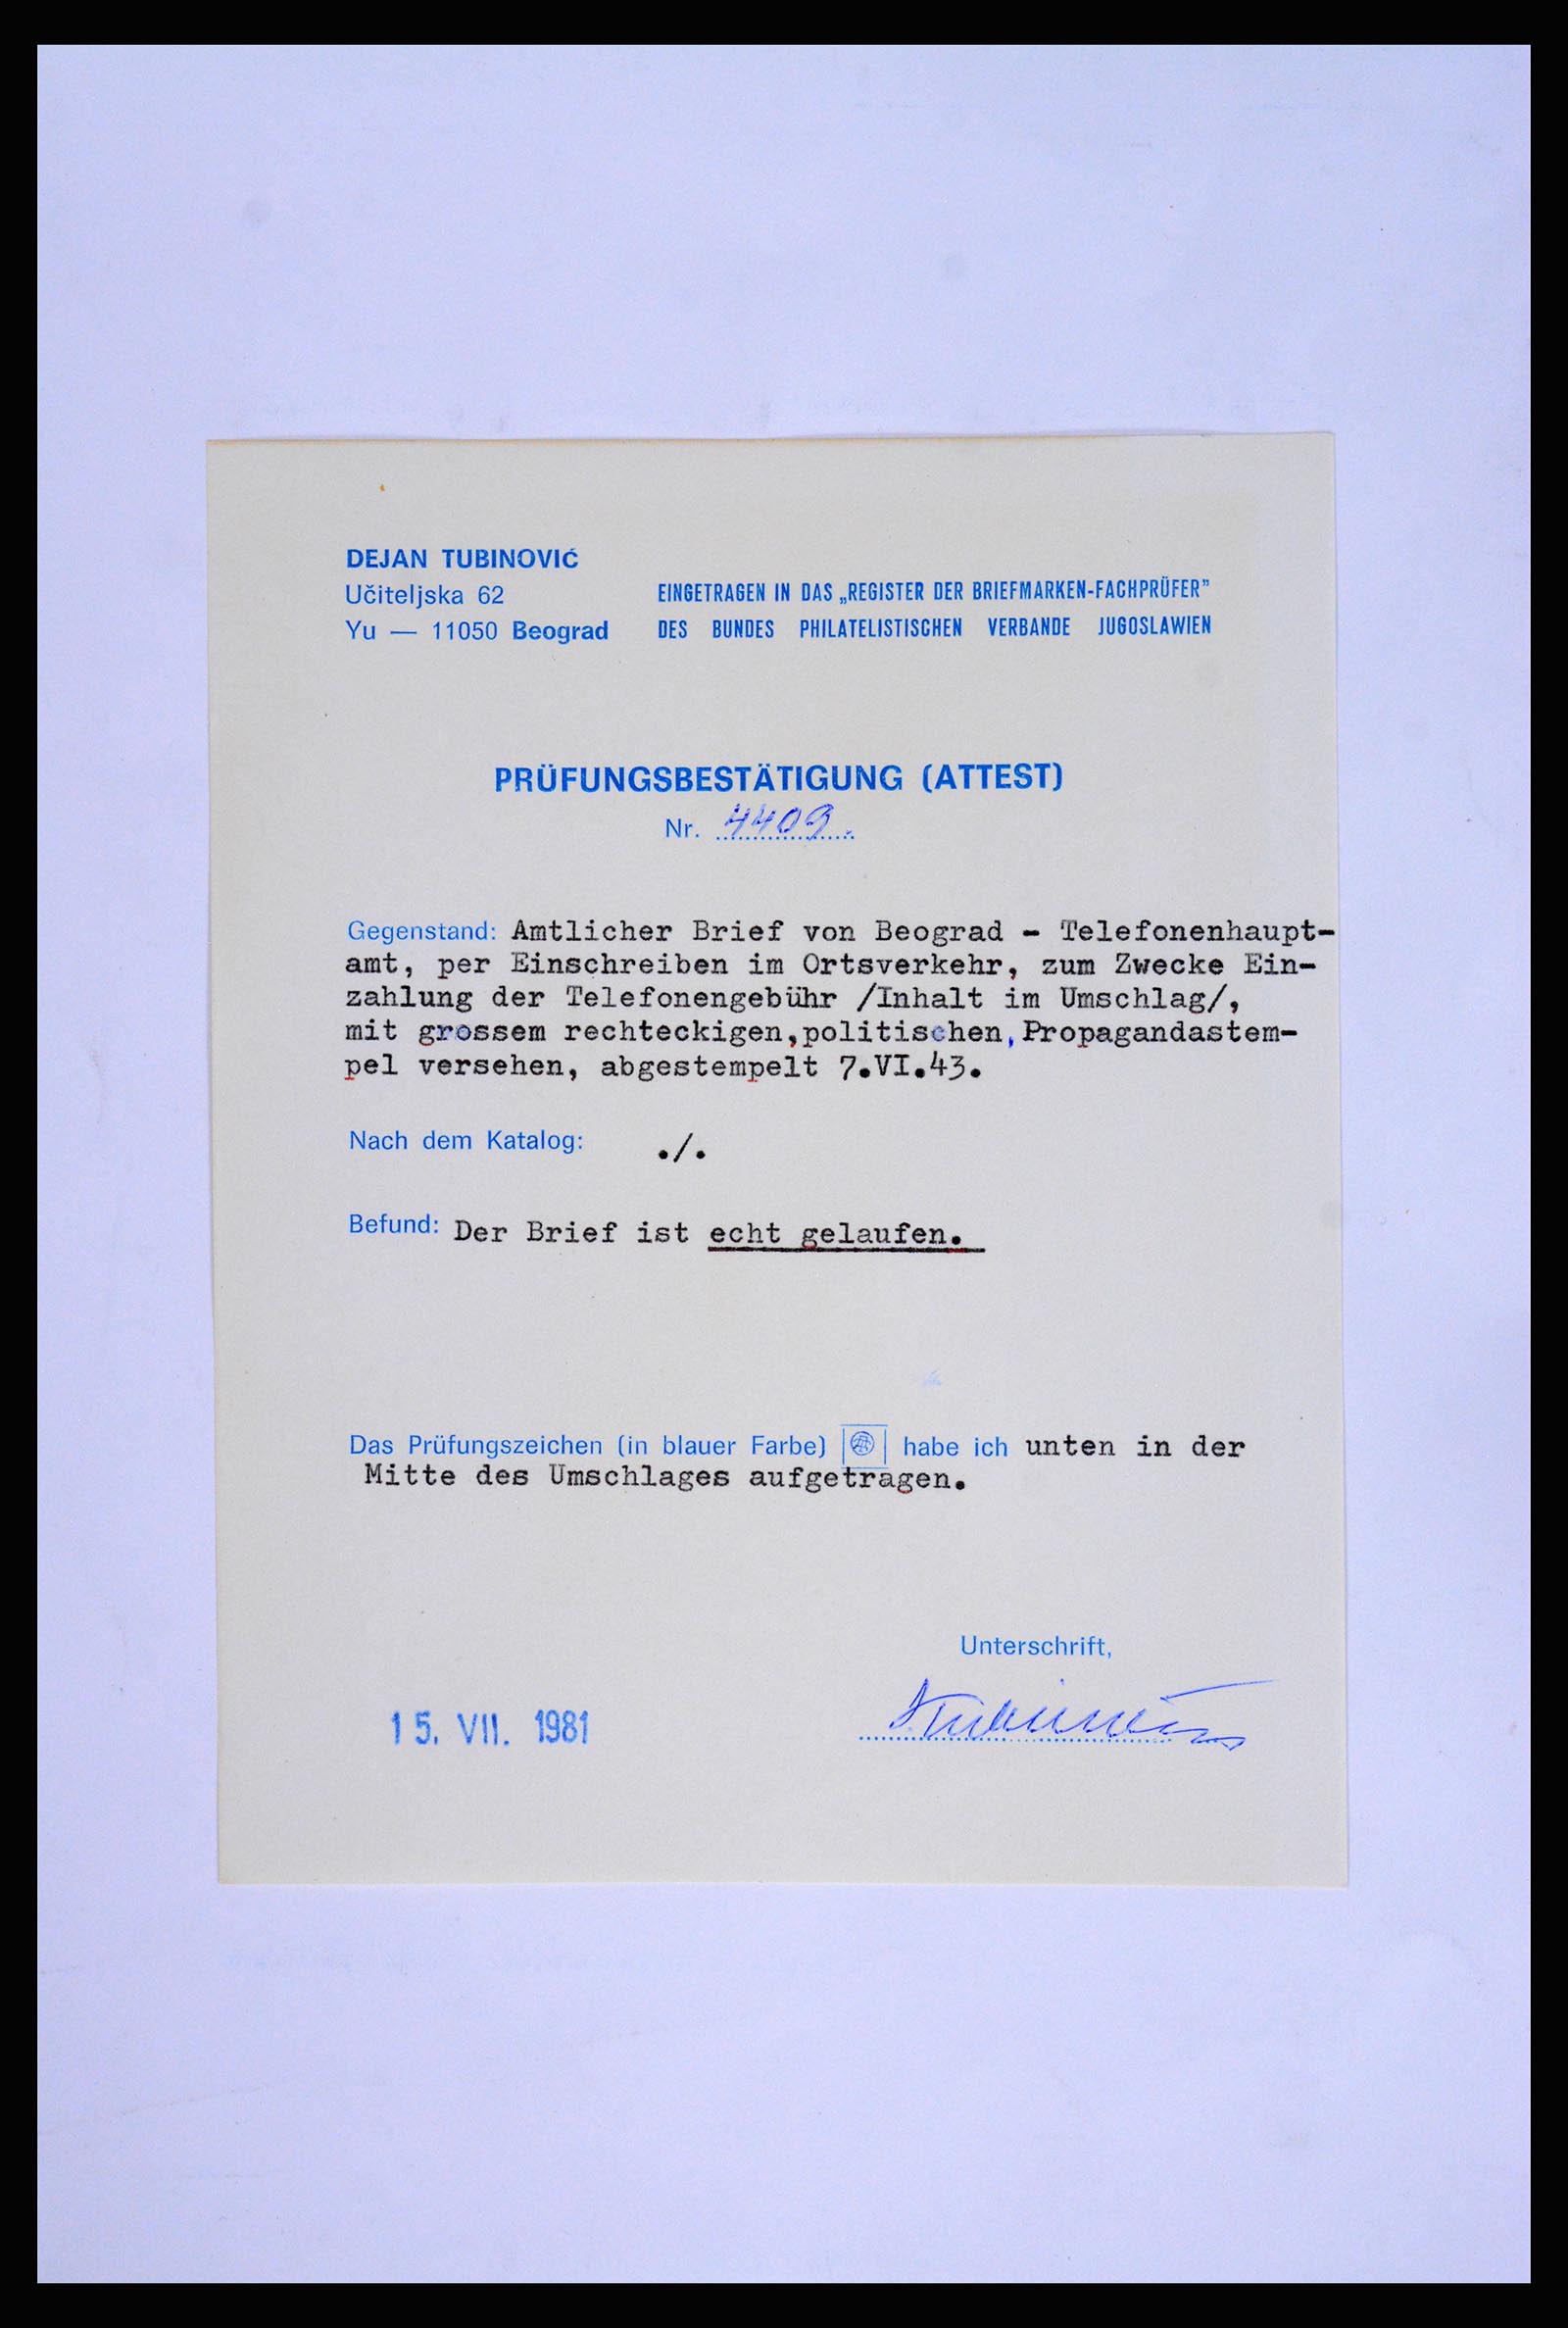 DEJAN TUBINOVIĆ
Učiteljska 62
Yu — 11050 Beograd
EINGETRAGEN IN DAS „REGISTER DER BRIEFMARKEN-FACHPRÜFER”
DES BUNDES PHILATELISTISCHEN VERBANDE JUGOSLAWIEN
PRÜFUNGSBESTÄTIGUNG (ATTEST)
Nr. 4409.
Gegenstand: Amtlicher Brief von Beograd - Telefonenhaupt-
amt, per Einschreiben im Ortsverkehr, zum Zwecke Ein-
zahlung der Telefonengebühr /Inhalt im Umschlag/,
mit grossem rechteckigen,politischen,Propagandastem-
pel versehen, abgestempelt 7.VI.43.
Nach dem Katalog: ./.
Befund: Der Brief ist echt gelaufen.
Das Prüfungszeichen (in blauer Farbe) habe ich unten in der
Mitte des Umschlages aufgetragen.
Unterschrift,
15. VII. 1981